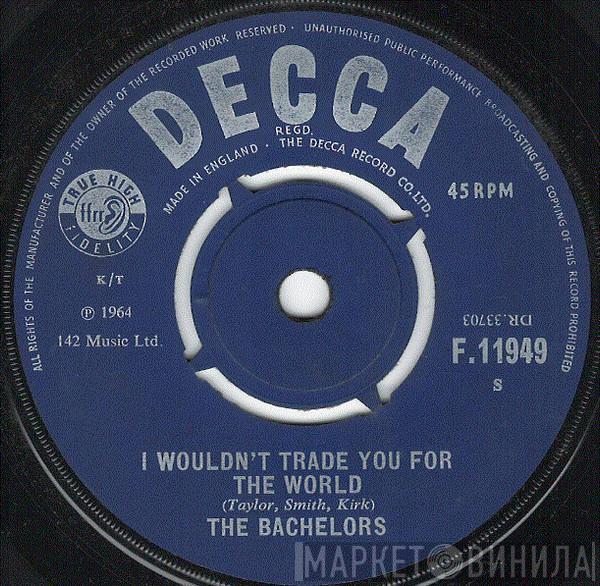 ALL RIGHTS OF THE MANUFACTURER AND OF THE OWNER OF THE RECORDED WORK RESERVED · UNAUTHORISED PUBLIC PERFORMANCE BROADCASTING AND COPYING OF THIS RECORD PROHIBITED
DECCA
REGD.
MADE IN ENGLAND · THE DECCA RECORD CO., LTD.
TRUE HIGH
ffrr
FIDELITY
45 RPM
K/T
℗ 1964
142 Music Ltd.
DR.33703
F.11949
S
I WOULDN'T TRADE YOU FOR
THE WORLD
(Taylor, Smith, Kirk)
THE BACHELORS
МАРКЕТ ВИНИЛА